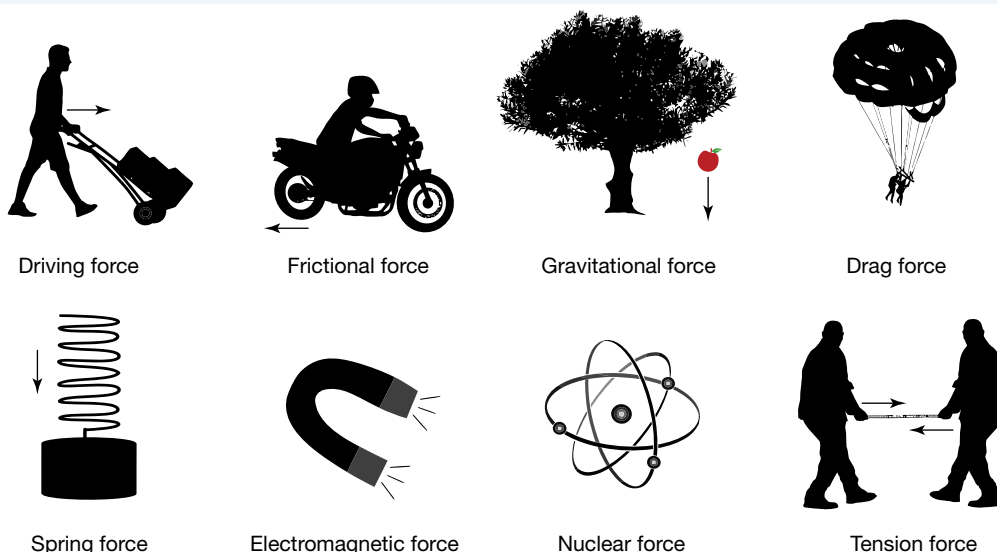 Driving force
Frictional force
Gravitational force
Drag force
Spring force
Electromagnetic force
Nuclear force
Tension force